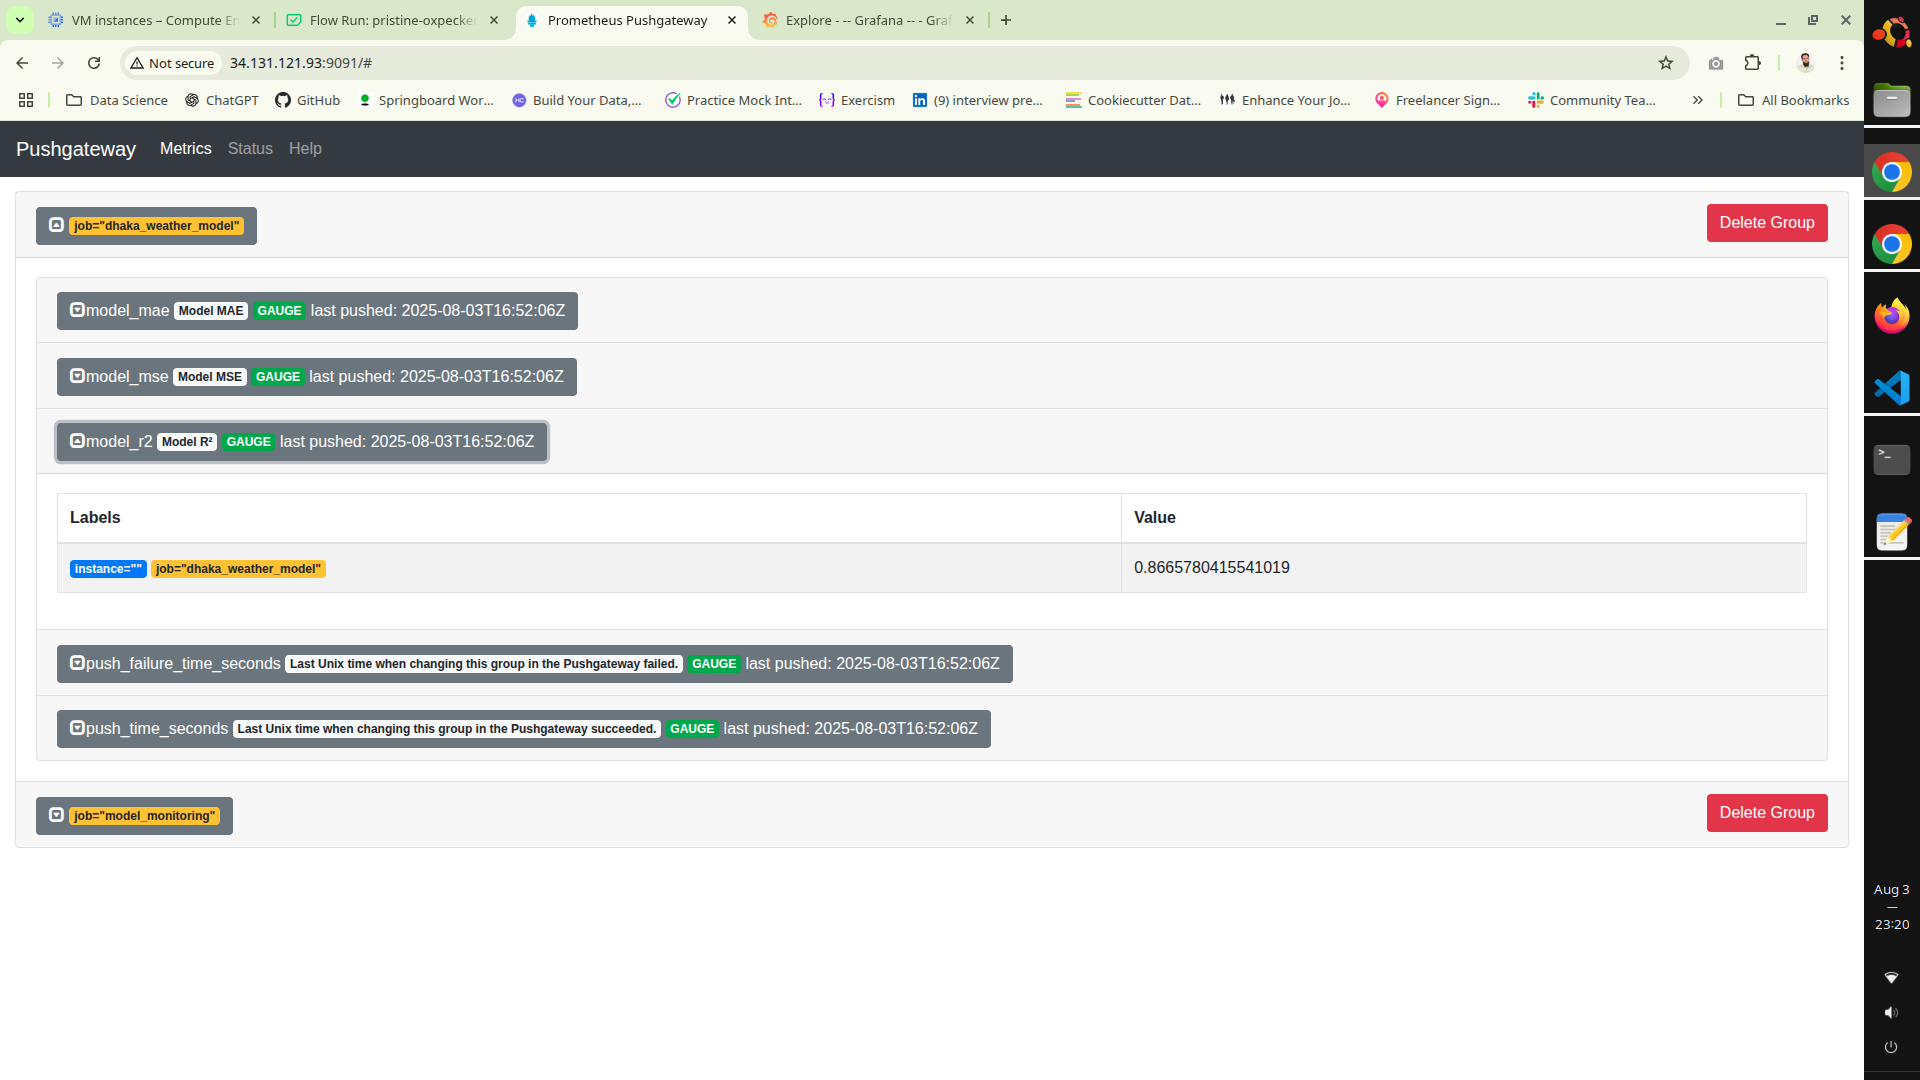 VM instances – Compute En
Flow Run: pristine-oxpecke
Prometheus Pushgateway
Explore - -- Grafana -- - Graf
Not secure
34.131.121.93:9091/#
Data Science
ChatGPT
GitHub
Springboard Wor...
Build Your Data,...
Practice Mock Int...
Exercism
(9) interview pre...
Cookiecutter Dat...
Enhance Your Jo...
Freelancer Sign...
Community Tea...
All Bookmarks
Pushgateway Metrics Status Help
job="dhaka_weather_model" Delete Group
model_mae Model MAE GAUGE last pushed: 2025-08-03T16:52:06Z
model_mse Model MSE GAUGE last pushed: 2025-08-03T16:52:06Z
model_r2 Model R² GAUGE last pushed: 2025-08-03T16:52:06Z
Labels Value
instance="" job="dhaka_weather_model" 0.8665780415541019
push_failure_time_seconds Last Unix time when changing this group in the Pushgateway failed. GAUGE last pushed: 2025-08-03T16:52:06Z
push_time_seconds Last Unix time when changing this group in the Pushgateway succeeded. GAUGE last pushed: 2025-08-03T16:52:06Z
job="model_monitoring" Delete Group
Aug 3
—
23:20